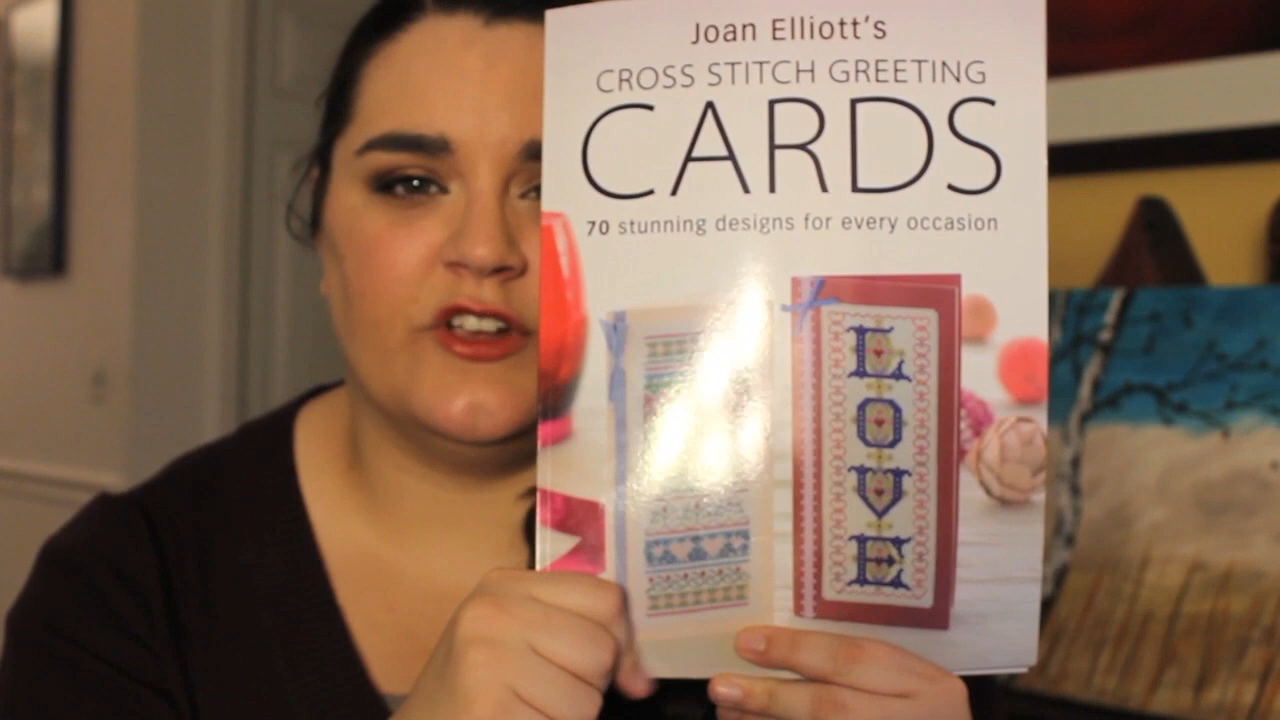 Joan Elliott's
CROSS STITCH GREETING
CARDS
70 stunning designs for every occasion
LOVE